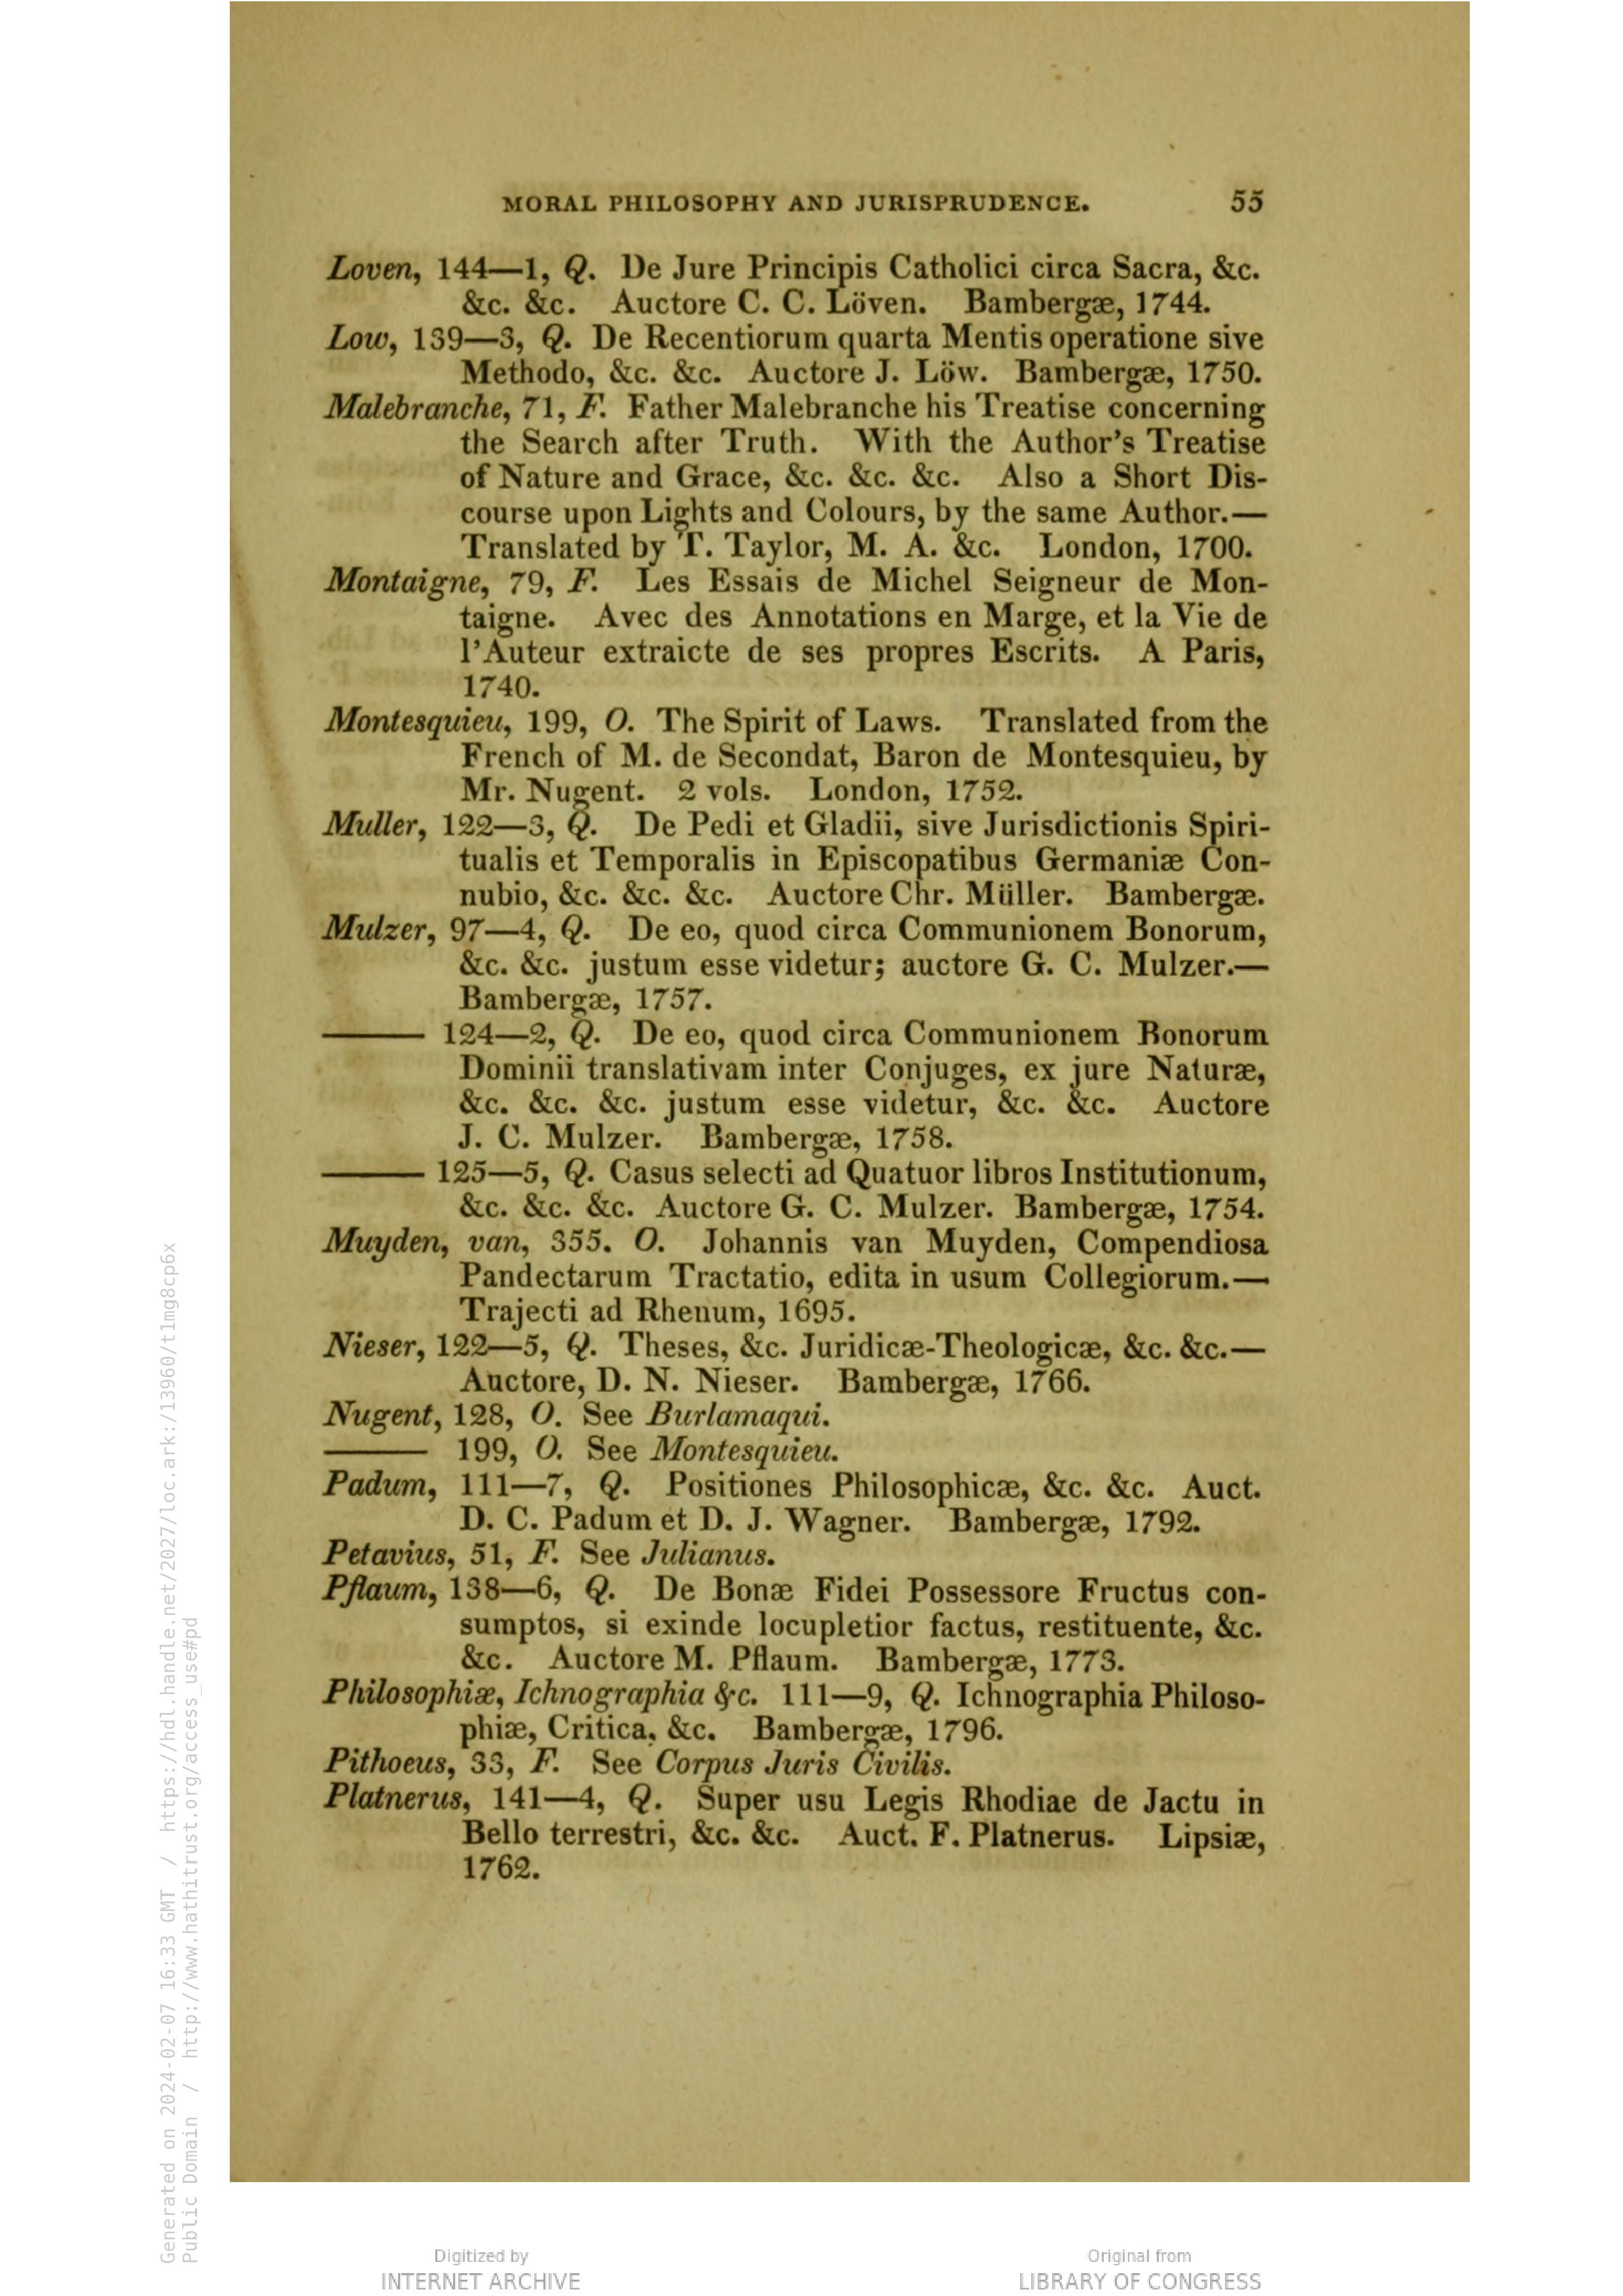 MORAL PHILOSOPHY AND JURISPRUDENCE. 55
Loven, 144—1, Q. De Jure Principis Catholici circa Sacra, &c.
&c. &c. Auctore C. C. Löven. Bambergæ, 1744.
Low, 139—3, Q. De Recentiorum quarta Mentis operatione sive
Methodo, &c. &c. Auctore J. Löw. Bambergæ, 1750.
Malebranche, 71, F. Father Malebranche his Treatise concerning
the Search after Truth. With the Author's Treatise
of Nature and Grace, &c. &c. &c. Also a Short Dis-
course upon Lights and Colours, by the same Author.—
Translated by T. Taylor, M. A. &c. London, 1700.
Montaigne, 79, F. Les Essais de Michel Seigneur de Mon-
taigne. Avec des Annotations en Marge, et la Vie de
l'Auteur extraicte de ses propres Escrits. A Paris,
1740.
Montesquieu, 199, O. The Spirit of Laws. Translated from the
French of M. de Secondat, Baron de Montesquieu, by
Mr. Nugent. 2 vols. London, 1752.
Muller, 122—3, Q. De Pedi et Gladii, sive Jurisdictionis Spiri-
tualis et Temporalis in Episcopatibus Germaniæ Con-
nubio, &c. &c. &c. Auctore Chr. Müller. Bambergæ.
Mulzer, 97—4, Q. De eo, quod circa Communionem Bonorum,
&c. &c. justum esse videtur; auctore G. C. Mulzer.—
Bambergæ, 1757.
——— 124—2, Q. De eo, quod circa Communionem Bonorum
Dominii translativam inter Conjuges, ex jure Naturæ,
&c. &c. &c. justum esse videtur, &c. &c. Auctore
J. C. Mulzer. Bambergæ, 1758.
——— 125—5, Q. Casus selecti ad Quatuor libros Institutionum,
&c. &c. &c. Auctore G. C. Mulzer. Bambergæ, 1754.
Muyden, van, 355. O. Johannis van Muyden, Compendiosa
Pandectarum Tractatio, edita in usum Collegiorum.—
Trajecti ad Rhenum, 1695.
Nieser, 122—5, Q. Theses, &c. Juridicæ-Theologicæ, &c. &c.—
Auctore, D. N. Nieser. Bambergæ, 1766.
Nugent, 128, O. See Burlamaqui.
——— 199, O. See Montesquieu.
Padum, 111—7, Q. Positiones Philosophicæ, &c. &c. Auct.
D. C. Padum et D. J. Wagner. Bambergæ, 1792.
Petavius, 51, F. See Julianus.
Pflaum, 138—6, Q. De Bonæ Fidei Possessore Fructus con-
sumptos, si exinde locupletior factus, restituente, &c.
&c. Auctore M. Pflaum. Bambergæ, 1773.
Philosophiæ, Ichnographia &c. 111—9, Q. Ichnographia Philoso-
phiæ, Critica, &c. Bambergæ, 1796.
Pithoeus, 33, F. See Corpus Juris Civilis.
Platnerus, 141—4, Q. Super usu Legis Rhodiae de Jactu in
Bello terrestri, &c. &c. Auct. F. Platnerus. Lipsiæ,
1762.
Generated on 2024-02-07 16:33 GMT / https://hdl.handle.net/2027/loc.ark:/13960/t1mg8cp6x
Public Domain / http://www.hathitrust.org/access_use#pd
Digitized by
INTERNET ARCHIVE
Original from
LIBRARY OF CONGRESS